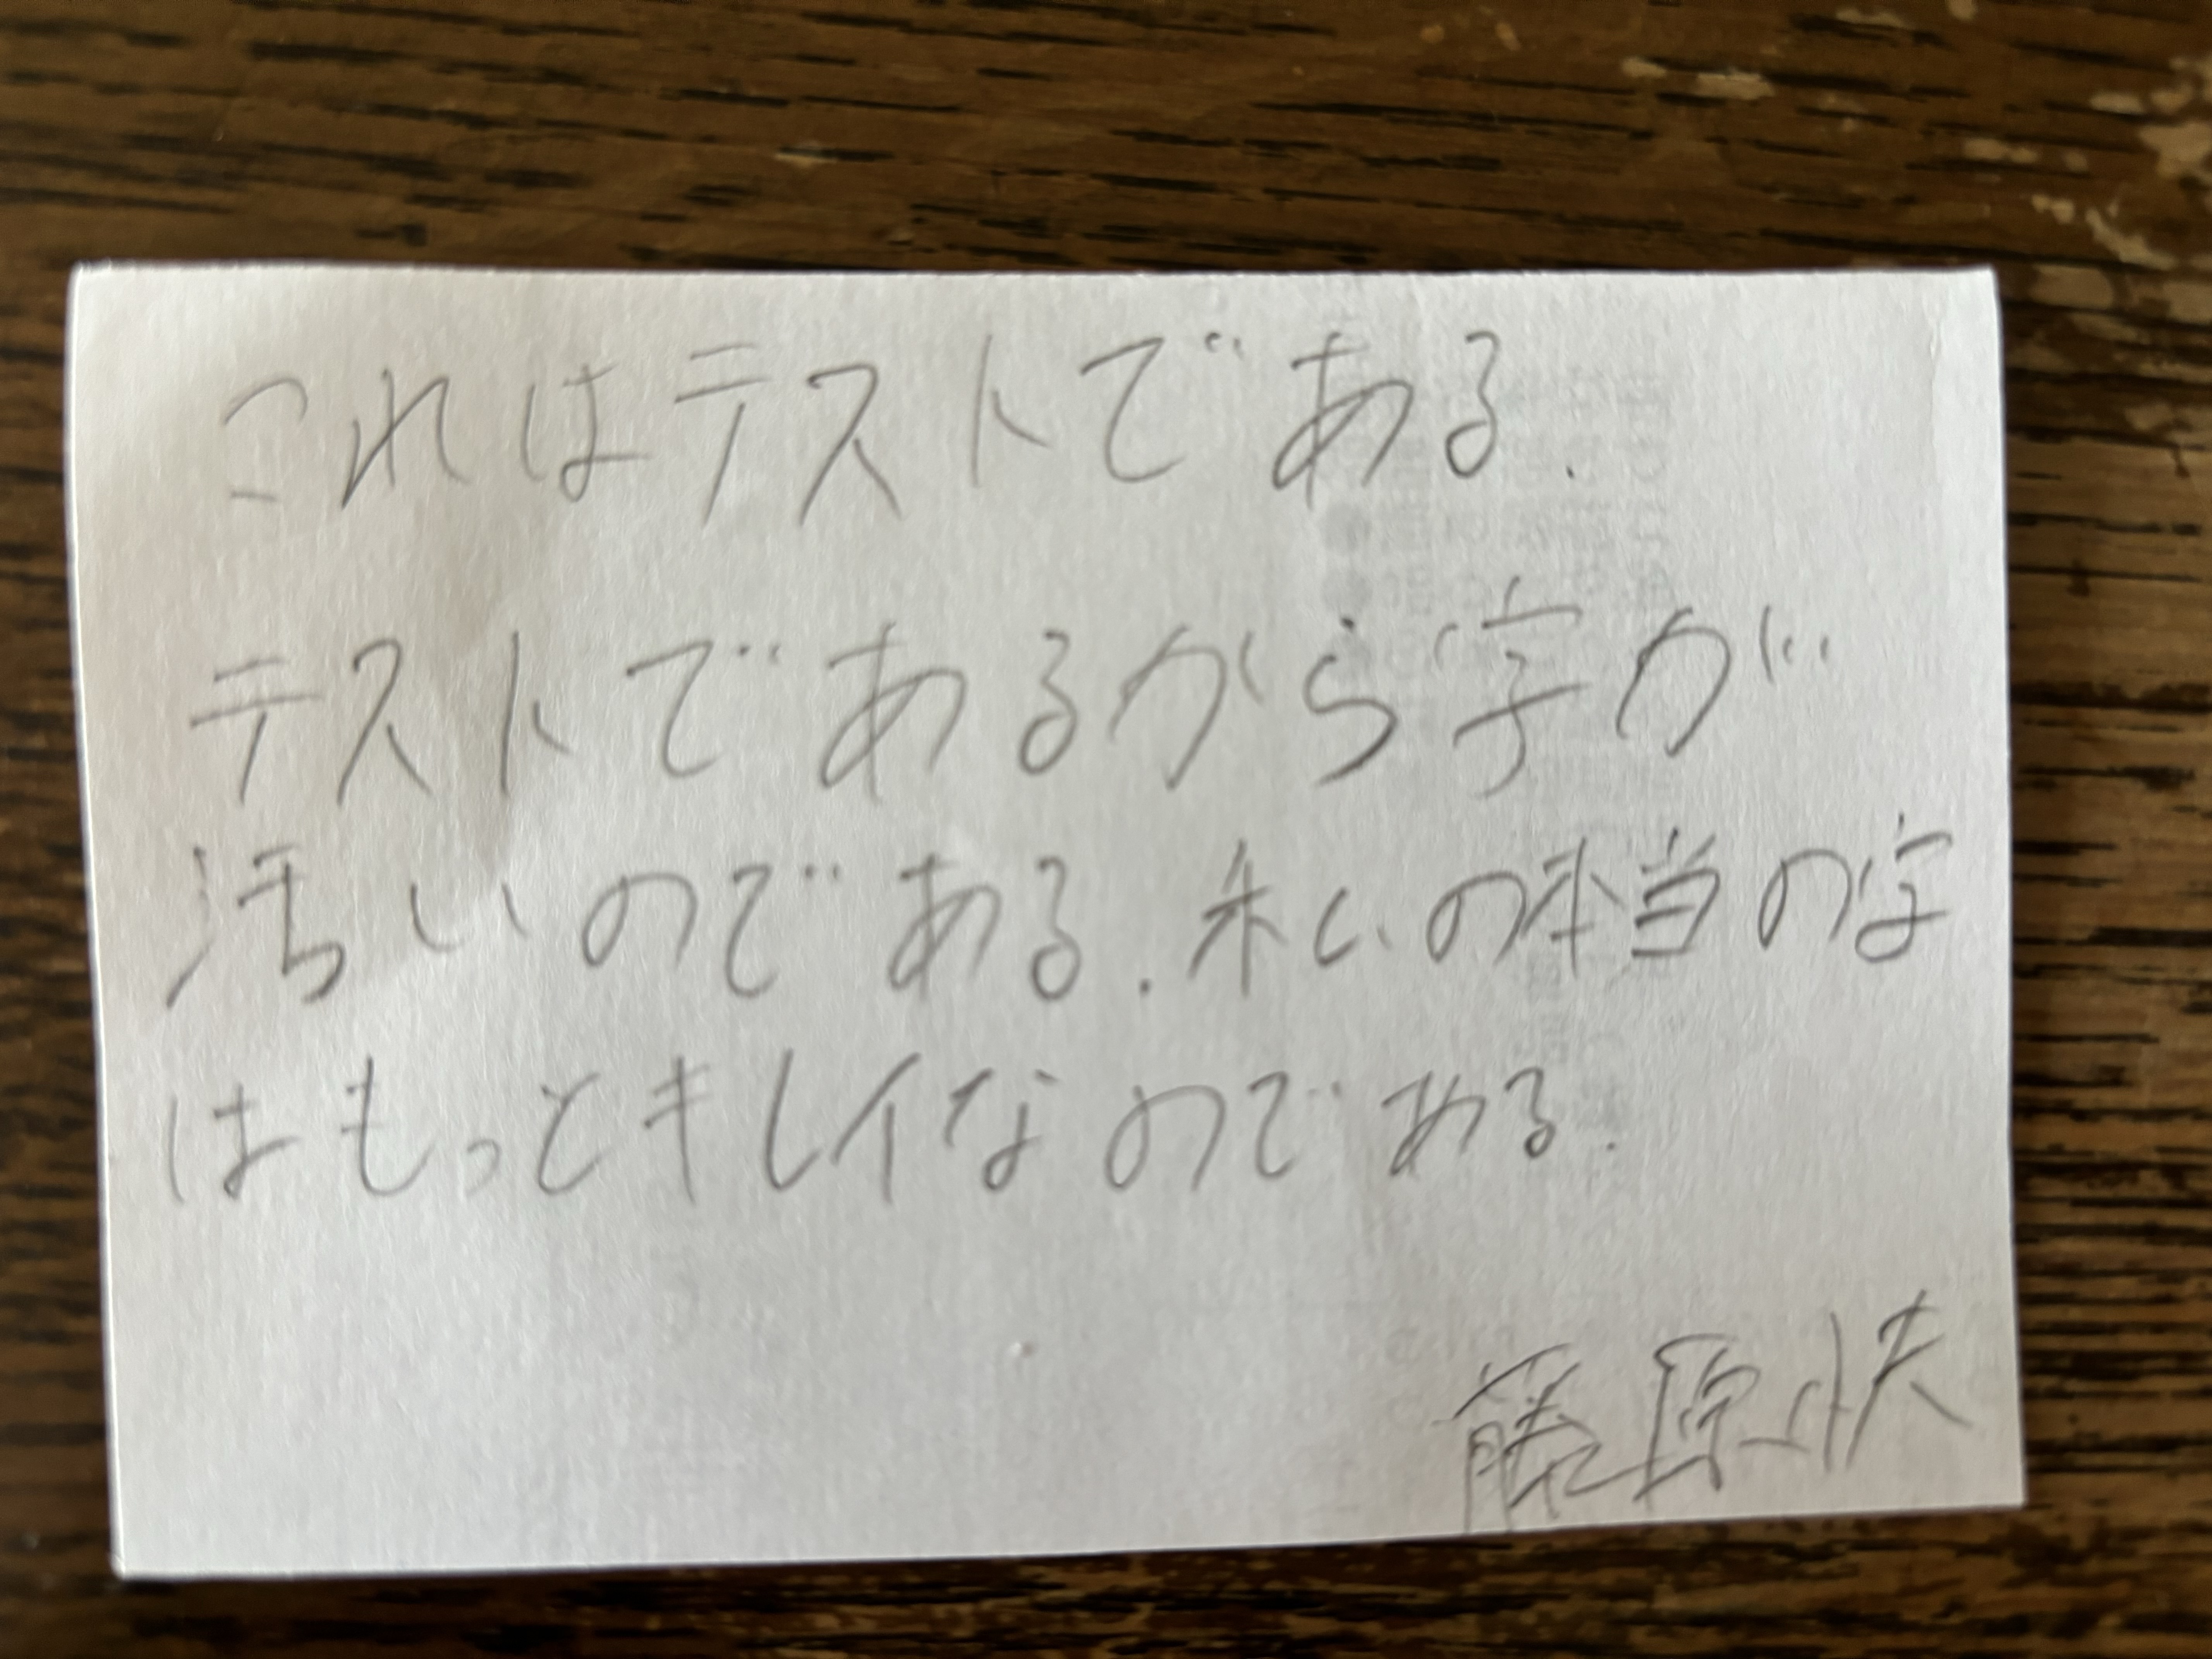 これはテストである.
テストであるから字が
汚いのである.私の本当の字
はもっとキレイなのである.
藤原快